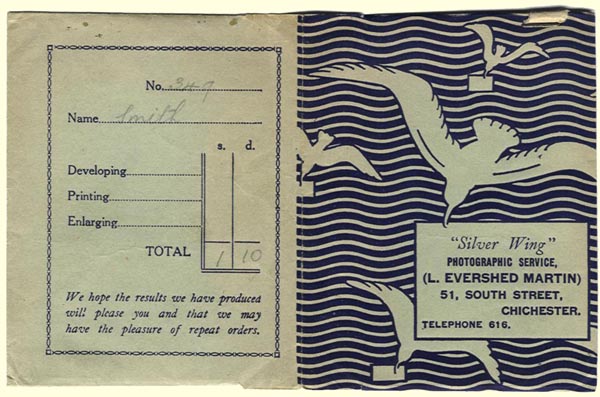 No. 349
Name Smith
s. d.
Developing
Printing
Enlarging
TOTAL 1 10
We hope the results we have produced
will please you and that we may
have the pleasure of repeat orders.
"Silver Wing"
PHOTOGRAPHIC SERVICE,
(L. EVERSHED MARTIN)
51, SOUTH STREET,
CHICHESTER.
TELEPHONE 616.